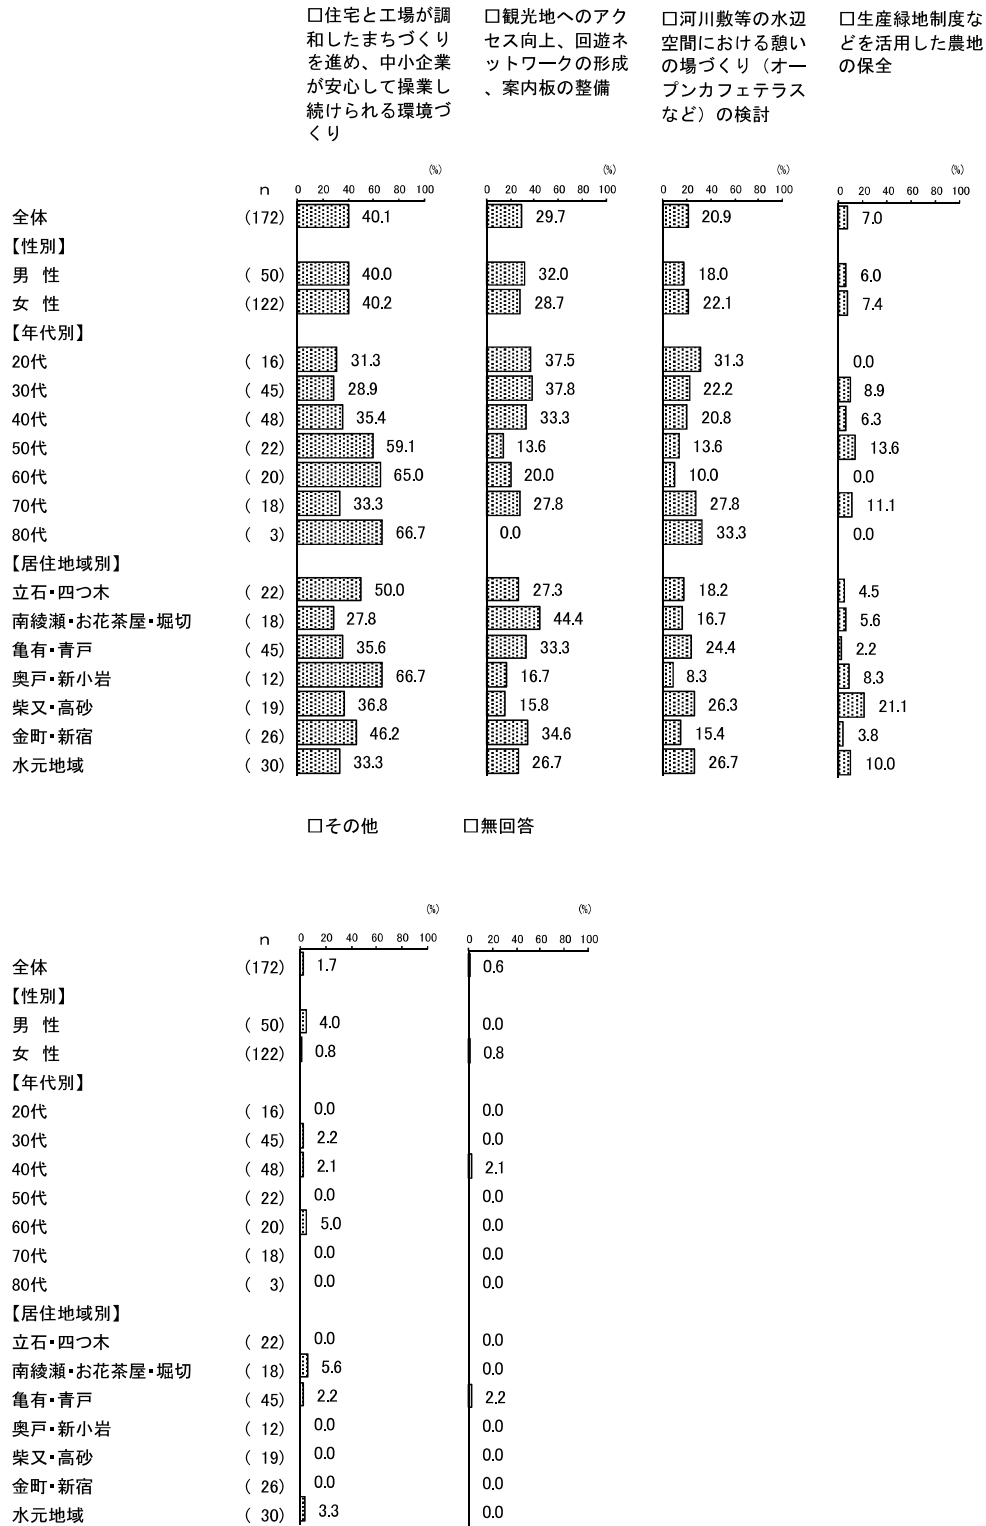 □住宅と工場が調
和したまちづくり
を進め、中小企業
が安心して操業し
続けられる環境づ
くり
□観光地へのアク
セス向上、回遊ネ
ットワークの形成
、案内板の整備
□河川敷等の水辺
空間における憩い
の場づくり（オー
プンカフェテラス
など）の検討
□生産緑地制度な
どを活用した農地
の保全
(%) (%) (%) (%)
n 0 20 40 60 80 100 0 20 40 60 80 100 0 20 40 60 80 100 0 20 40 60 80 100
全体 (172) 40.1 29.7 20.9 7.0
【性別】
男 性 ( 50) 40.0 32.0 18.0 6.0
女 性 (122) 40.2 28.7 22.1 7.4
【年代別】
20代 ( 16) 31.3 37.5 31.3 0.0
30代 ( 45) 28.9 37.8 22.2 8.9
40代 ( 48) 35.4 33.3 20.8 6.3
50代 ( 22) 59.1 13.6 13.6 13.6
60代 ( 20) 65.0 20.0 10.0 0.0
70代 ( 18) 33.3 27.8 27.8 11.1
80代 ( 3) 66.7 0.0 33.3 0.0
【居住地域別】
立石・四つ木 ( 22) 50.0 27.3 18.2 4.5
南綾瀬・お花茶屋・堀切 ( 18) 27.8 44.4 16.7 5.6
亀有・青戸 ( 45) 35.6 33.3 24.4 2.2
奥戸・新小岩 ( 12) 66.7 16.7 8.3 8.3
柴又・高砂 ( 19) 36.8 15.8 26.3 21.1
金町・新宿 ( 26) 46.2 34.6 15.4 3.8
水元地域 ( 30) 33.3 26.7 26.7 10.0
□その他 □無回答
(%) (%)
n 0 20 40 60 80 100 0 20 40 60 80 100
全体 (172) 1.7 0.6
【性別】
男 性 ( 50) 4.0 0.0
女 性 (122) 0.8 0.8
【年代別】
20代 ( 16) 0.0 0.0
30代 ( 45) 2.2 0.0
40代 ( 48) 2.1 2.1
50代 ( 22) 0.0 0.0
60代 ( 20) 5.0 0.0
70代 ( 18) 0.0 0.0
80代 ( 3) 0.0 0.0
【居住地域別】
立石・四つ木 ( 22) 0.0 0.0
南綾瀬・お花茶屋・堀切 ( 18) 5.6 0.0
亀有・青戸 ( 45) 2.2 2.2
奥戸・新小岩 ( 12) 0.0 0.0
柴又・高砂 ( 19) 0.0 0.0
金町・新宿 ( 26) 0.0 0.0
水元地域 ( 30) 3.3 0.0